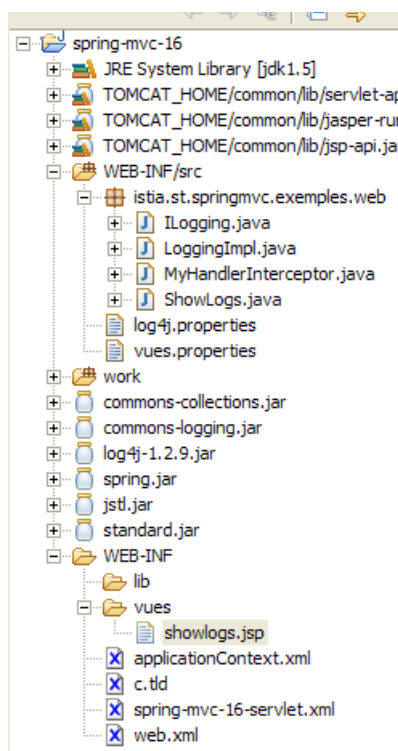 spring-mvc-16
JRE System Library [jdk1.5]
TOMCAT_HOME/common/lib/servlet-ap
TOMCAT_HOME/common/lib/jasper-run
TOMCAT_HOME/common/lib/jsp-api.jar
WEB-INF/src
istia.st.springmvc.exemples.web
ILogging.java
LoggingImpl.java
MyHandlerInterceptor.java
ShowLogs.java
log4j.properties
vues.properties
work
commons-collections.jar
commons-logging.jar
log4j-1.2.9.jar
spring.jar
jstl.jar
standard.jar
WEB-INF
lib
vues
showlogs.jsp
applicationContext.xml
c.tld
spring-mvc-16-servlet.xml
web.xml